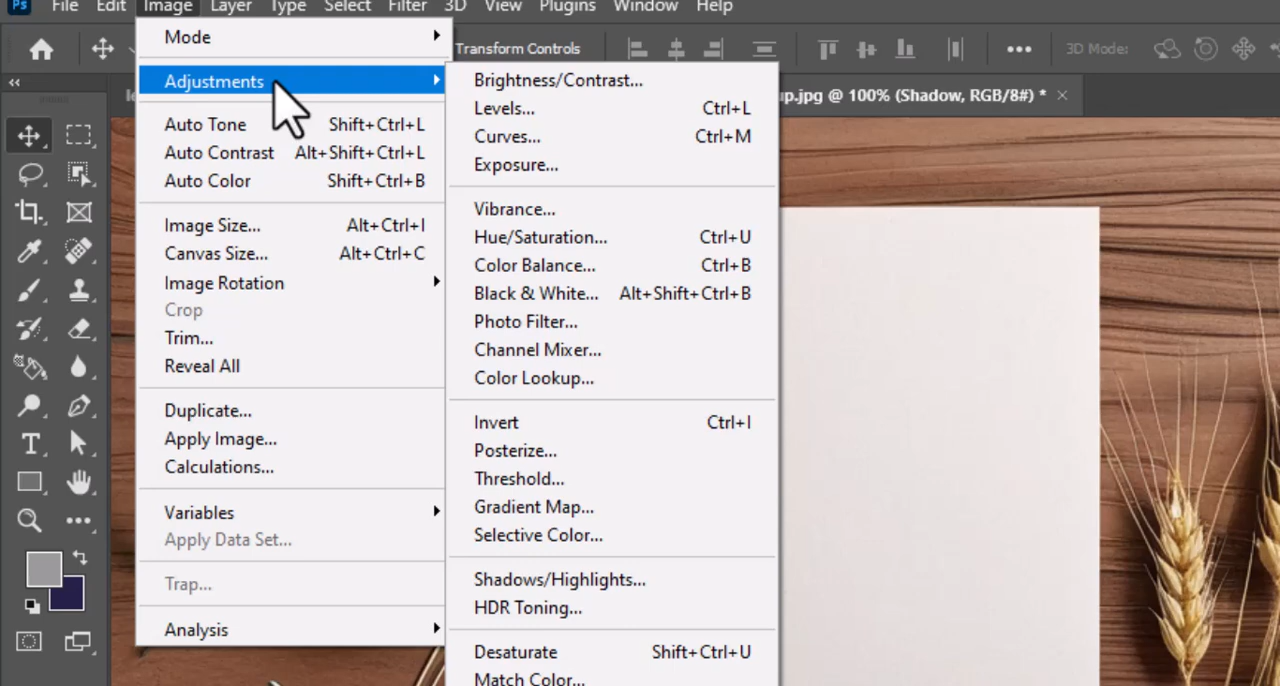 Ps File Edit Image Layer Type Select Filter 3D View Plugins Window Help
Transform Controls 3D Mode:
up.jpg @ 100% (Shadow, RGB/8#) * ×
Mode
Adjustments
Auto Tone Shift+Ctrl+L
Auto Contrast Alt+Shift+Ctrl+L
Auto Color Shift+Ctrl+B
Image Size... Alt+Ctrl+I
Canvas Size... Alt+Ctrl+C
Image Rotation
Crop
Trim...
Reveal All
Duplicate...
Apply Image...
Calculations...
Variables
Apply Data Set...
Trap...
Analysis
Brightness/Contrast...
Levels... Ctrl+L
Curves... Ctrl+M
Exposure...
Vibrance...
Hue/Saturation... Ctrl+U
Color Balance... Ctrl+B
Black & White... Alt+Shift+Ctrl+B
Photo Filter...
Channel Mixer...
Color Lookup...
Invert Ctrl+I
Posterize...
Threshold...
Gradient Map...
Selective Color...
Shadows/Highlights...
HDR Toning...
Desaturate Shift+Ctrl+U
Match Color...